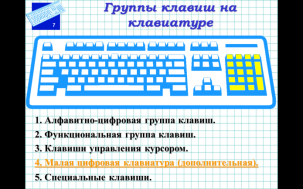 7
Группы клавиш на
клавиатуре
1. Алфавитно-цифровая группа клавиш.
2. Функциональная группа клавиш.
3. Клавиши управления курсором.
4. Малая цифровая клавиатура (дополнительная).
5. Специальные клавиши.